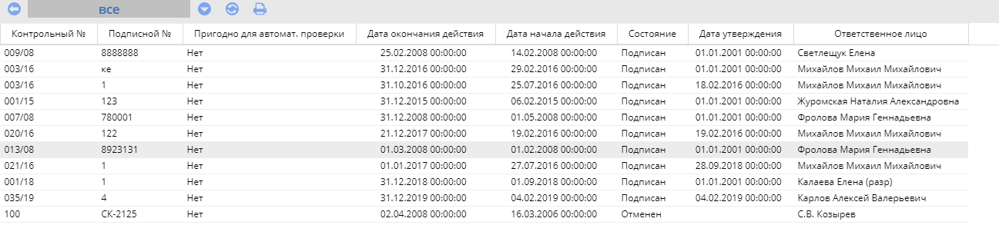 все
Контрольный № Подписной № Пригодно для автомат. проверки Дата окончания действия Дата начала действия Состояние Дата утверждения Ответственное лицо
009/08 8888888 Нет 25.02.2008 00:00:00 14.02.2008 00:00:00 Подписан 01.01.2001 00:00:00 Светлещук Елена
003/16 ке Нет 31.12.2016 00:00:00 29.02.2016 00:00:00 Подписан 01.01.2001 00:00:00 Михайлов Михаил Михайлович
003/16 1 Нет 31.10.2016 00:00:00 25.07.2016 00:00:00 Подписан 18.02.2016 00:00:00 Михайлов Михаил Михайлович
001/15 123 Нет 31.12.2015 00:00:00 06.02.2015 00:00:00 Подписан 01.01.2001 00:00:00 Журомская Наталия Александровна
007/08 780001 Нет 31.12.2008 00:00:00 01.05.2008 00:00:00 Подписан 01.01.2001 00:00:00 Фролова Мария Геннадьевна
020/16 122 Нет 21.12.2017 00:00:00 19.02.2016 00:00:00 Подписан 19.02.2016 00:00:00 Михайлов Михаил Михайлович
013/08 8923131 Нет 01.03.2008 00:00:00 01.02.2008 00:00:00 Подписан 01.01.2001 00:00:00 Фролова Мария Геннадьевна
021/16 1 Нет 01.01.2017 00:00:00 27.07.2016 00:00:00 Подписан 28.09.2018 00:00:00 Михайлов Михаил Михайлович
001/18 1 Нет 31.12.2018 00:00:00 01.09.2018 00:00:00 Подписан 01.01.2001 00:00:00 Калаева Елена (разр)
035/19 4 Нет 31.12.2019 00:00:00 04.02.2019 00:00:00 Подписан 04.02.2019 00:00:00 Карлов Алексей Валерьевич
100 СК-2125 Нет 02.04.2008 00:00:00 16.03.2006 00:00:00 Отменен С.В. Козырев